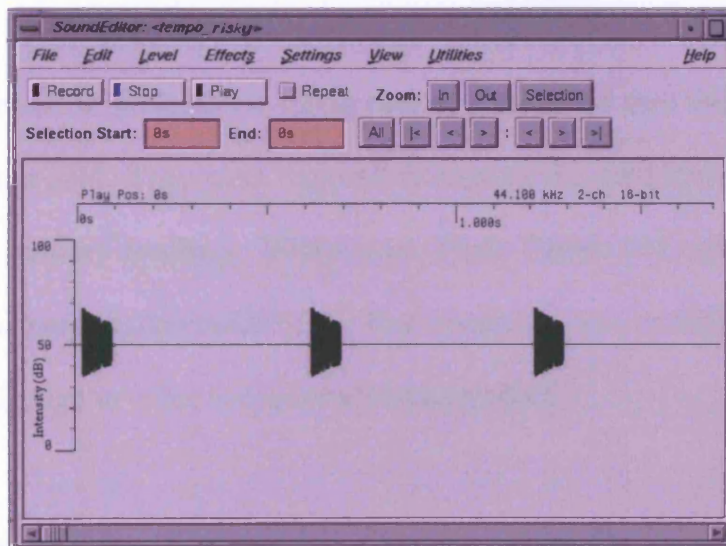 SoundEditor: <tempo_risky>
File Edit Level Effects Settings View Utilities Help
Record Stop Play Repeat Zoom: In Out Selection
Selection Start: 0s End: 0s All |< < > : < > >|
Play Pos: 0s 44.100 kHz 2-ch 16-bit
0s 1.000s
100
50
0
Intensity (dB)